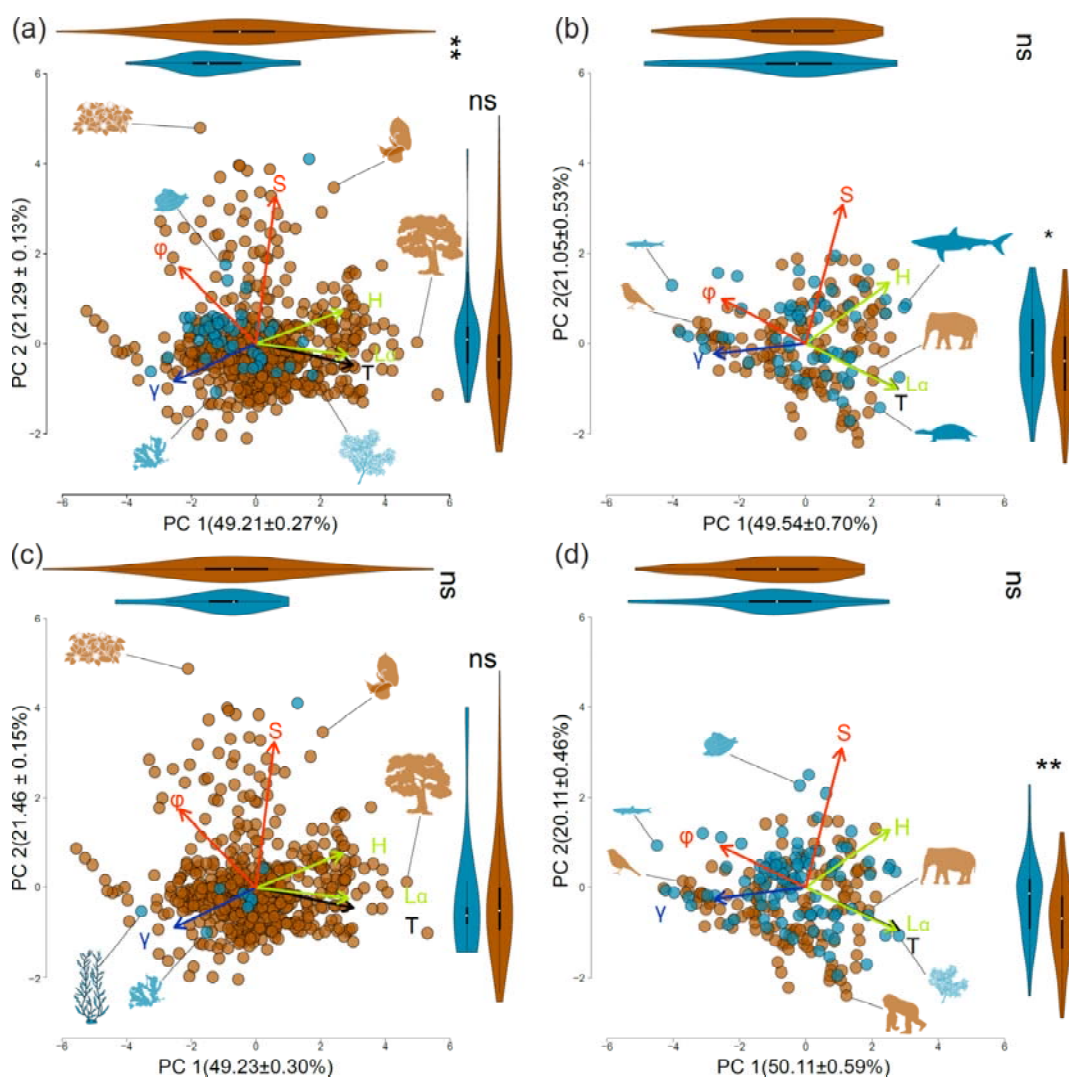 (a)
**
ns
6
4
2
0
-2
PC 2 (21.29 ± 0.13%)
S
φ
H
Lα
T
γ
-6 -4 -2 0 2 4 6
PC 1(49.21±0.27%)
(b)
ns
*
6
4
2
0
-2
PC 2(21.05±0.53%)
S
φ
H
γ
Lα
T
-6 -4 -2 0 2 4 6
PC 1(49.54±0.70%)
(c)
ns
ns
6
4
2
0
-2
PC 2(21.46 ± 0.15%)
S
φ
H
Lα
T
γ
-6 -4 -2 0 2 4 6
PC 1(49.23±0.30%)
(d)
ns
**
6
4
2
0
-2
PC 2(20.11±0.46%)
S
φ
H
γ
Lα
T
-6 -4 -2 0 2 4 6
PC 1(50.11±0.59%)